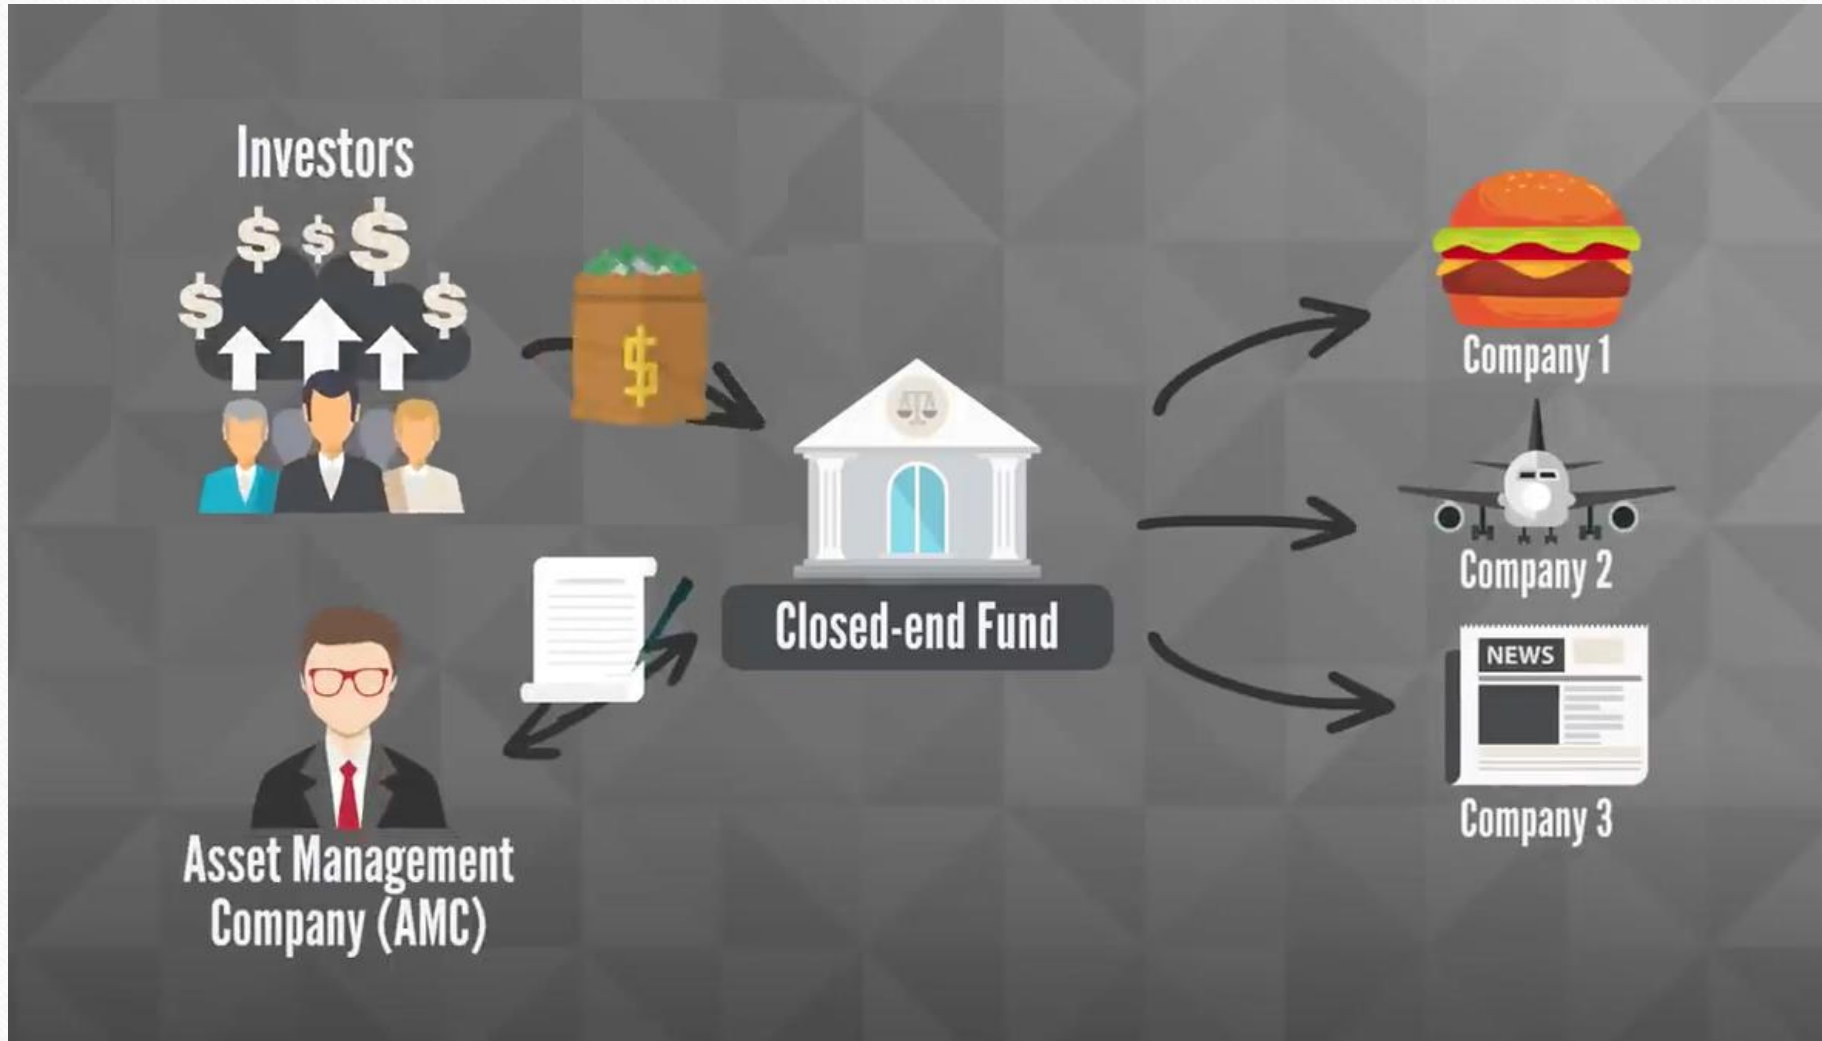 Investors
$ $ $
$ $
$
Closed-end Fund
Asset Management
Company (AMC)
Company 1
Company 2
NEWS
Company 3